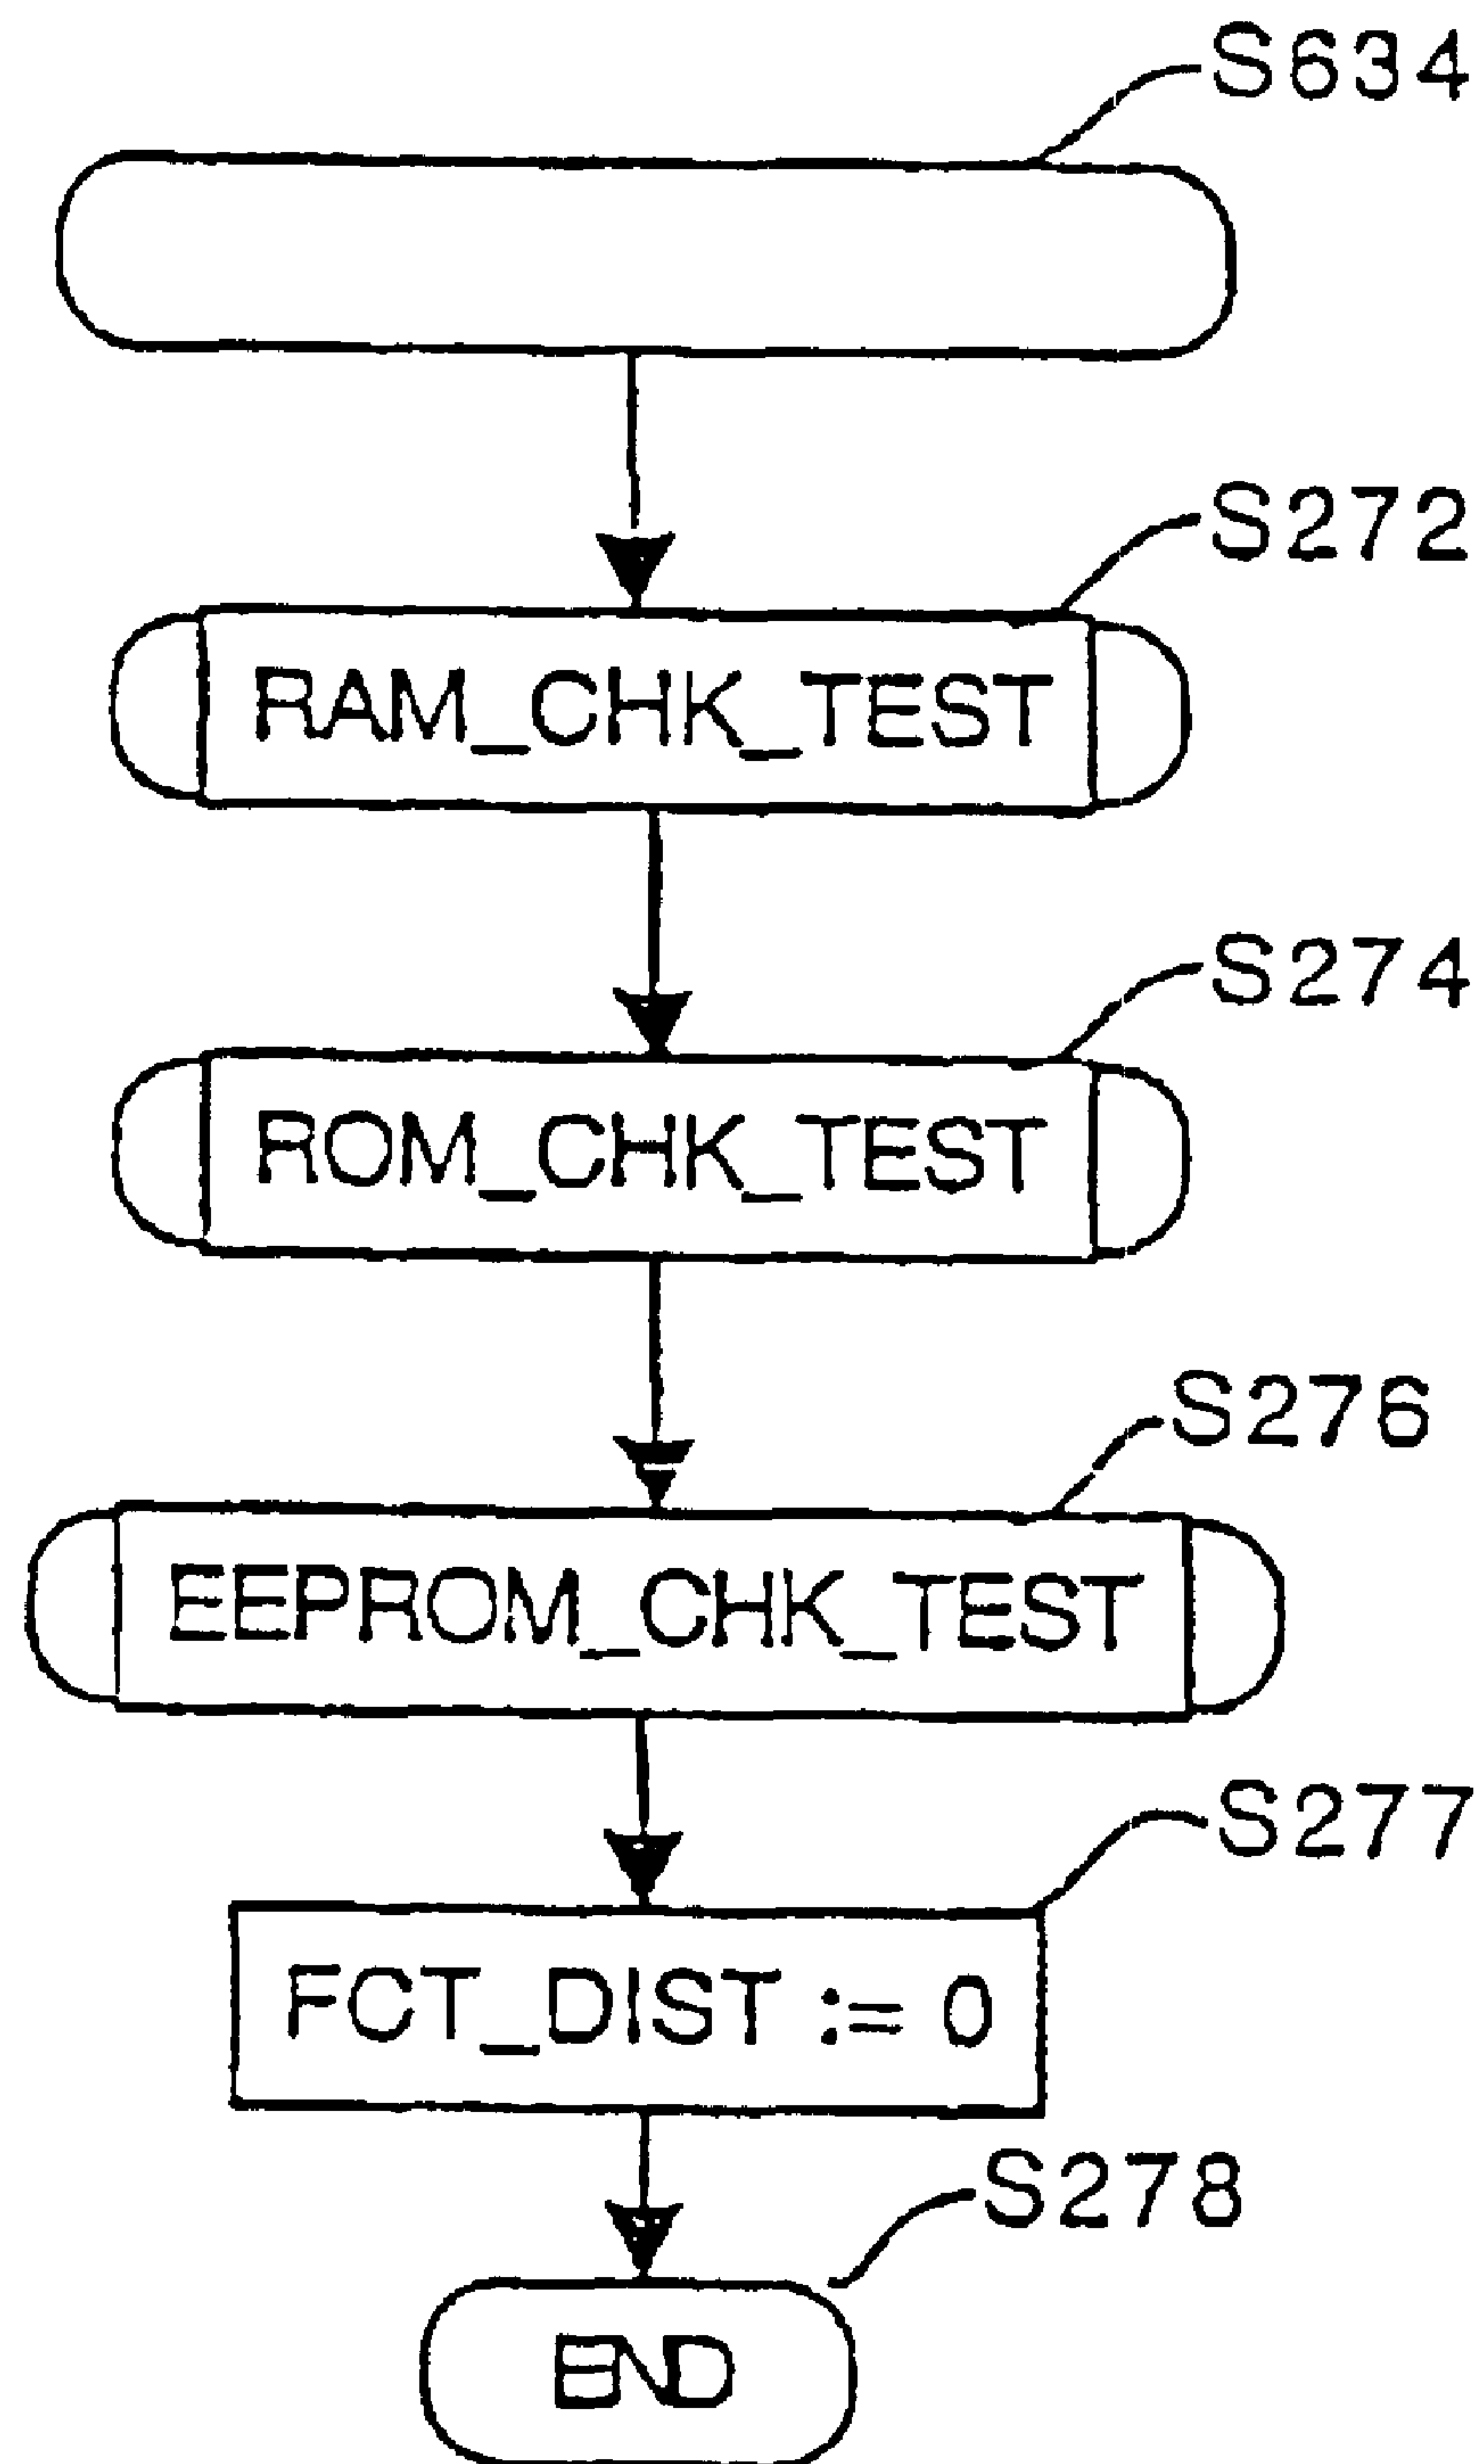 S634
S272
RAM_CHK_TEST
S274
ROM_CHK_TEST
S276
EEPROM_CHK_TEST
S277
FCT_DIST := 0
S278
END